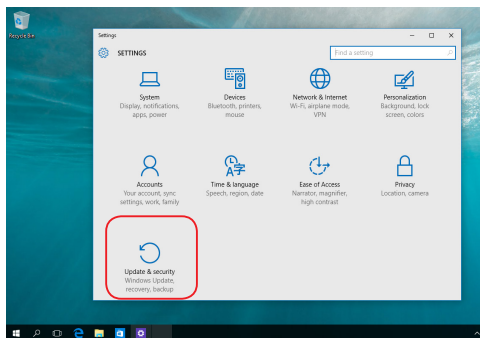 Recycle Bin
Settings
SETTINGS
Find a setting
System
Display, notifications,
apps, power
Devices
Bluetooth, printers,
mouse
Network & Internet
Wi-Fi, airplane mode,
VPN
Personalization
Background, lock
screen, colors
Accounts
Your account, sync
settings, work, family
Time & language
Speech, region, date
Ease of Access
Narrator, magnifier,
high contrast
Privacy
Location, camera
Update & security
Windows Update,
recovery, backup